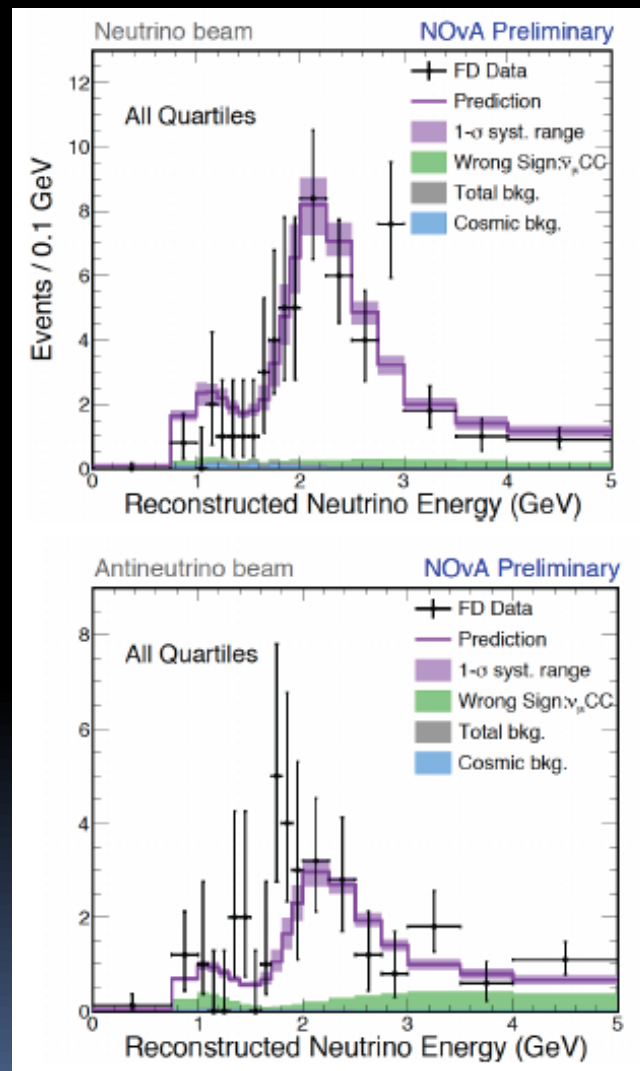 Neutrino beam NOvA Preliminary
All Quartiles
FD Data
Prediction
1-σ syst. range
Wrong Sign:ν̄μCC
Total bkg.
Cosmic bkg.
Events / 0.1 GeV
12
10
8
6
4
2
0
0 1 2 3 4 5
Reconstructed Neutrino Energy (GeV)
Antineutrino beam NOvA Preliminary
All Quartiles
FD Data
Prediction
1-σ syst. range
Wrong Sign:νμCC
Total bkg.
Cosmic bkg.
8
6
4
2
0
0 1 2 3 4 5
Reconstructed Neutrino Energy (GeV)